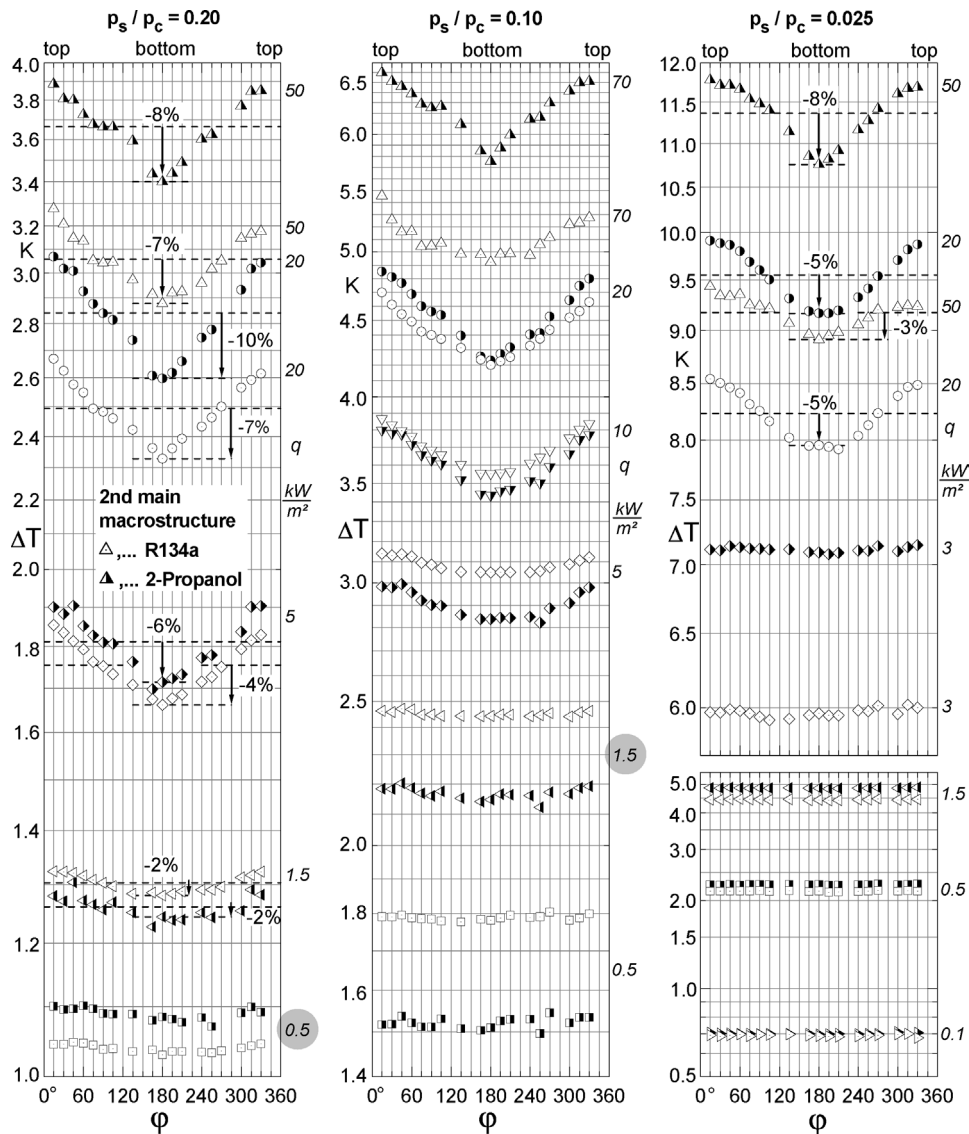 p_s / p_c = 0.20
p_s / p_c = 0.10
p_s / p_c = 0.025
top bottom top
top bottom top
top bottom top
4.0
3.8
3.6
3.4
3.2
K
3.0
2.8
2.6
2.4
2.2
ΔT
2.0
1.8
1.6
1.4
1.2
1.0
-8%
50
-7%
50
20
-10%
20
-7%
q
kW
m²
2nd main
macrostructure
△,... R134a
,... 2-Propanol
5
-6%
-4%
-2%
1.5
-2%
0.5
0° 60 120 180 240 300 360
φ
6.5
6.0
5.5
5.0
K
4.5
4.0
3.5
ΔT
3.0
2.5
2.0
1.8
1.6
1.4
70
70
20
10
q
kW
m²
5
1.5
0.5
0° 60 120 180 240 300 360
φ
12.0
11.5
11.0
10.5
10.0
9.5
9.0
K
8.5
8.0
7.5
ΔT
7.0
6.5
6.0
-8%
50
20
-5%
50
-3%
20
-5%
q
kW
m²
3
3
5.0
4.0
3.0
2.0
1.5
1.0
0.5
1.5
0.5
0.1
0° 60 120 180 240 300 360
φ